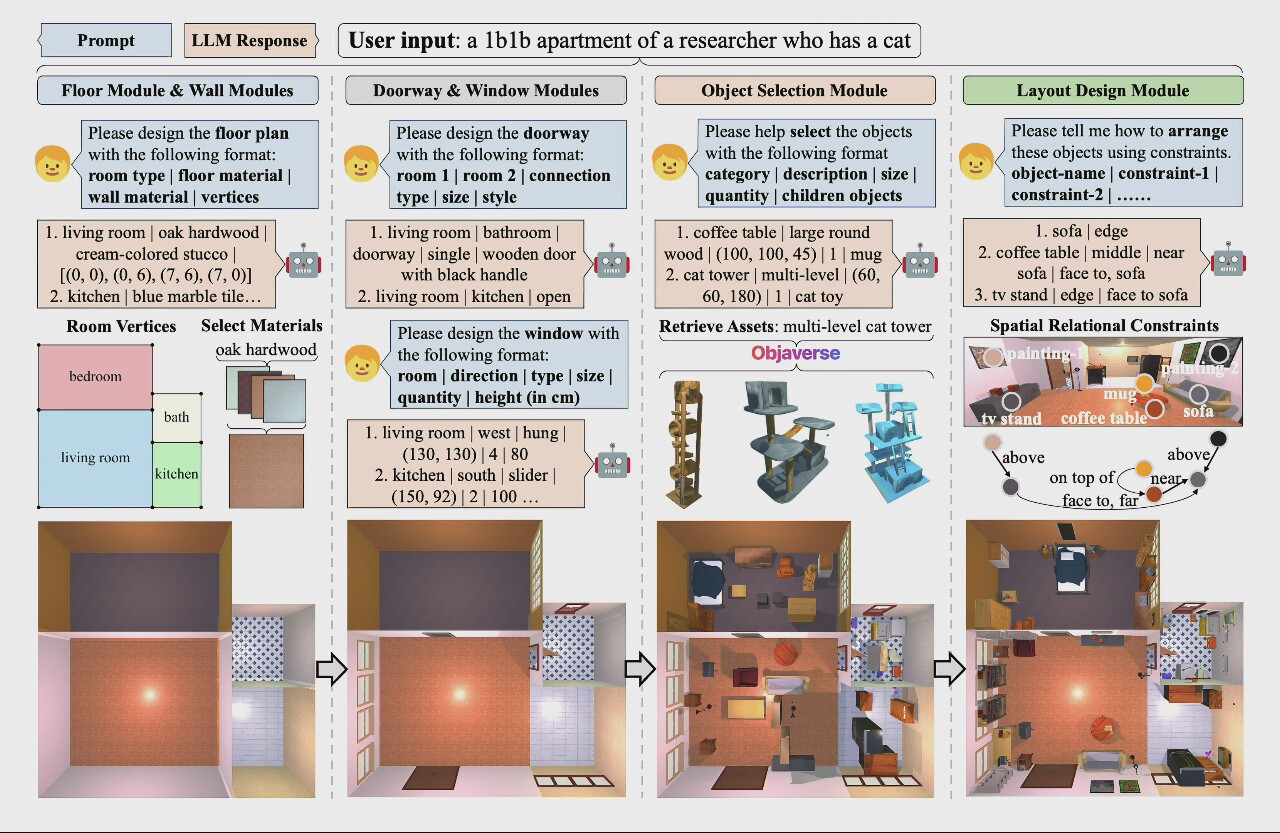 Prompt
LLM Response
User input: a 1b1b apartment of a researcher who has a cat
Floor Module & Wall Modules
Please design the floor plan
with the following format:
room type | floor material |
wall material | vertices
1. living room | oak hardwood |
cream-colored stucco |
[(0, 0), (0, 6), (7, 6), (7, 0)]
2. kitchen | blue marble tile…
Room Vertices
Select Materials
oak hardwood
bedroom
bath
living room
kitchen
Doorway & Window Modules
Please design the doorway
with the following format:
room 1 | room 2 | connection
type | size | style
1. living room | bathroom |
doorway | single | wooden door
with black handle
2. living room | kitchen | open
Please design the window with
the following format:
room | direction | type | size |
quantity | height (in cm)
1. living room | west | hung |
(130, 130) | 4 | 80
2. kitchen | south | slider |
(150, 92) | 2 | 100 …
Object Selection Module
Please help select the objects
with the following format
category | description | size |
quantity | children objects
1. coffee table | large round
wood | (100, 100, 45) | 1 | mug
2. cat tower | multi-level | (60,
60, 180) | 1 | cat toy
Retrieve Assets: multi-level cat tower
Objaverse
Layout Design Module
Please tell me how to arrange
these objects using constraints.
object-name | constraint-1 |
constraint-2 | ……
1. sofa | edge
2. coffee table | middle | near
sofa | face to, sofa
3. tv stand | edge | face to sofa
Spatial Relational Constraints
painting-1
painting-2
mug
tv stand
coffee table
sofa
above
above
on top of
near
face to, far